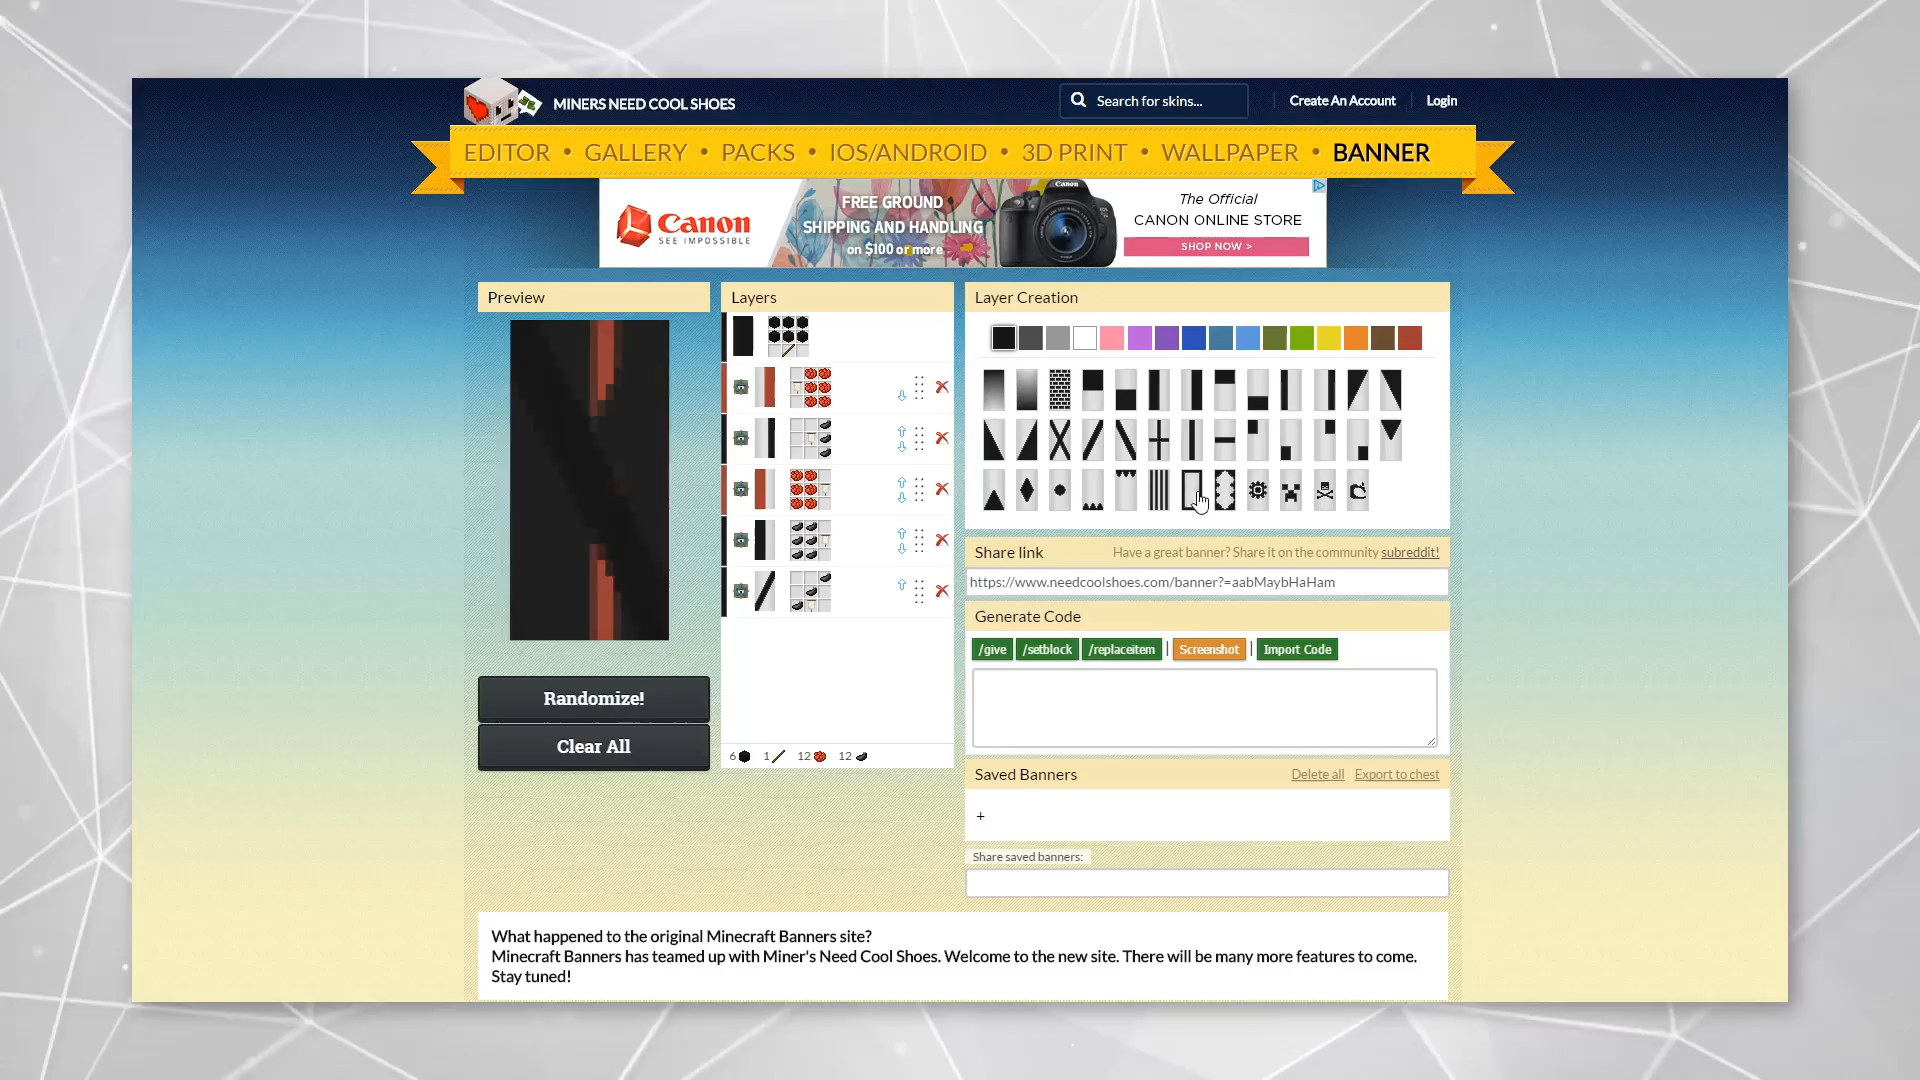 MINERS NEED COOL SHOES
Search for skins...
Create An Account
Login
EDITOR • GALLERY • PACKS • IOS/ANDROID • 3D PRINT • WALLPAPER • BANNER
Canon
SEE IMPOSSIBLE
FREE GROUND
SHIPPING AND HANDLING
on $100 or more
Canon
The Official
CANON ONLINE STORE
SHOP NOW >
Preview
Randomize!
Clear All
Layers
6 1 12 12
Layer Creation
Share link
Have a great banner? Share it on the community subreddit!
https://www.needcoolshoes.com/banner?=aabMaybHaHam
Generate Code
/give /setblock /replaceitem | Screenshot | Import Code
Saved Banners
Delete all Export to chest
+
Share saved banners:
What happened to the original Minecraft Banners site?
Minecraft Banners has teamed up with Miner's Need Cool Shoes. Welcome to the new site. There will be many more features to come.
Stay tuned!